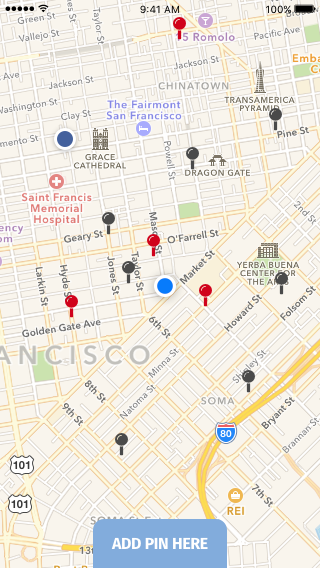 9:41 AM
100%
Green St
Vallejo St
Taylor St
15 Romolo
Pacific Ave
Jackson St
Jackson St
CHINATOWN
Washington St
The Fairmont
San Francisco
TRANSAMERICA
PYRAMID
Clay St
Pine St
GRACE
CATHEDRAL
Powell St
DRAGON GATE
Saint Francis
Memorial
Hospital
2nd St
Mason St
Geary St
O'Farrell St
Larkin St
Hyde St
Jones St
Taylor St
Market St
YERBA BUENA
CENTER FOR
THE ARTS
Howard St
Folsom St
Golden Gate Ave
6th St
ANCISCO
Minna St
Shipley St
8th St
Natoma St
SOMA
9th St
Bryant St
80
Brannan St
101
101
7th St
REI
ADD PIN HERE